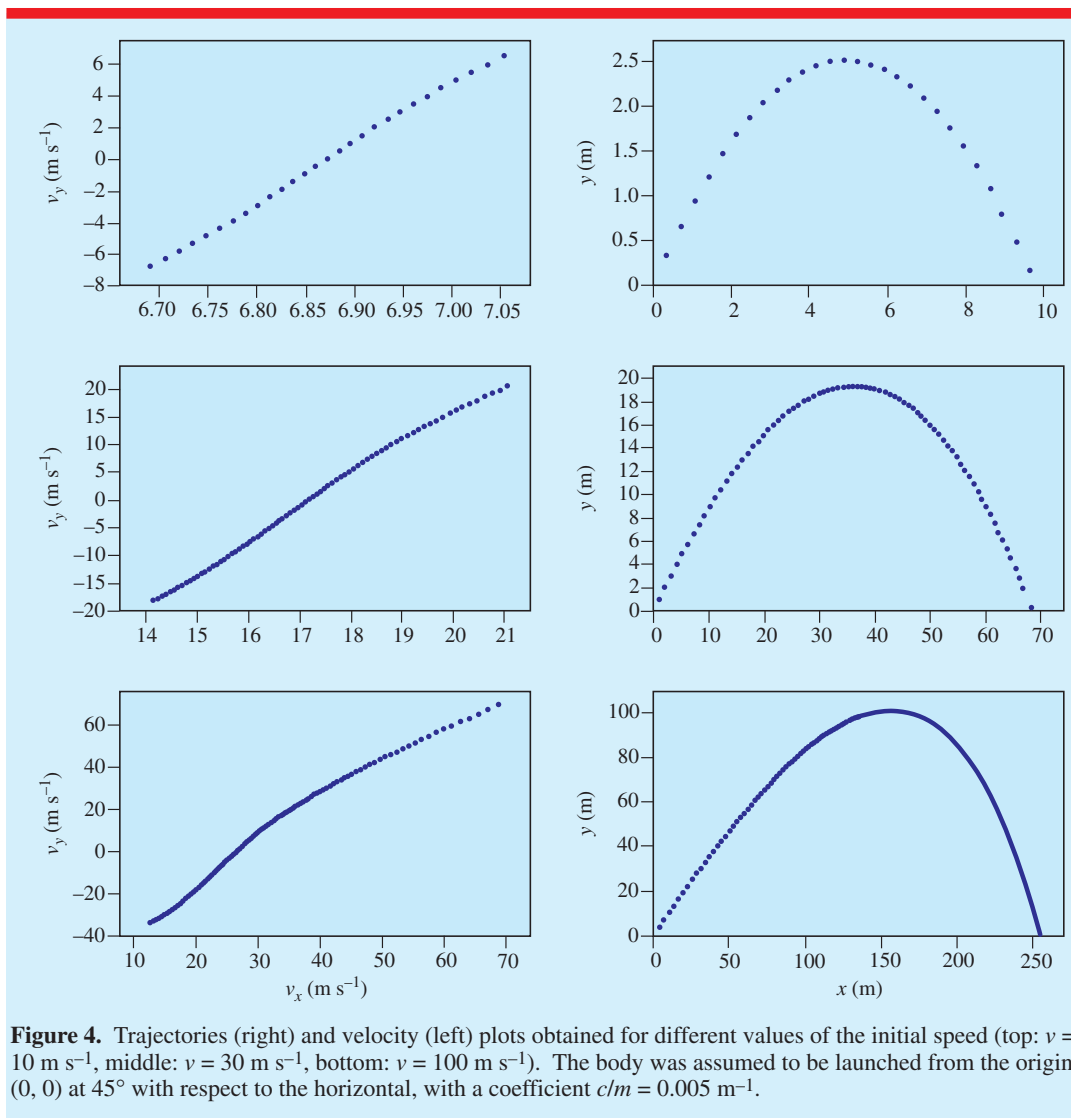 6
4
2
0
–2
–4
–6
–8
v_y (m s⁻¹)
6.70 6.75 6.80 6.85 6.90 6.95 7.00 7.05
2.5
2.0
1.5
1.0
0.5
0
y (m)
0 2 4 6 8 10
20
15
10
5
0
–5
–10
–15
–20
v_y (m s⁻¹)
14 15 16 17 18 19 20 21
20
18
16
14
12
10
8
6
4
2
0
y (m)
0 10 20 30 40 50 60 70
60
40
20
0
–20
–40
v_y (m s⁻¹)
10 20 30 40 50 60 70
v_x (m s⁻¹)
100
80
60
40
20
0
y (m)
0 50 100 150 200 250
x (m)
Figure 4. Trajectories (right) and velocity (left) plots obtained for different values of the initial speed (top: v =
10 m s⁻¹, middle: v = 30 m s⁻¹, bottom: v = 100 m s⁻¹). The body was assumed to be launched from the origin
(0, 0) at 45° with respect to the horizontal, with a coefficient c/m = 0.005 m⁻¹.